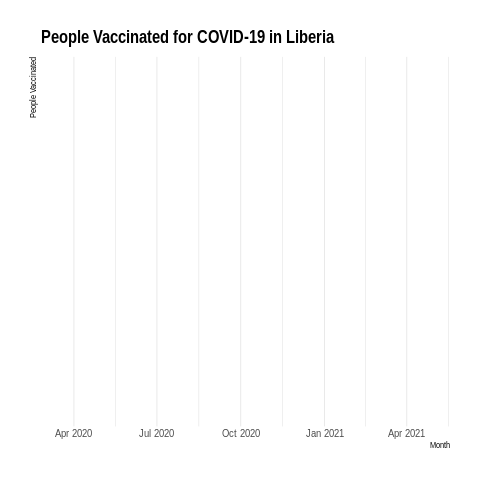 People Vaccinated for COVID-19 in Liberia
People Vaccinated
Apr 2020
Jul 2020
Oct 2020
Jan 2021
Apr 2021
Month